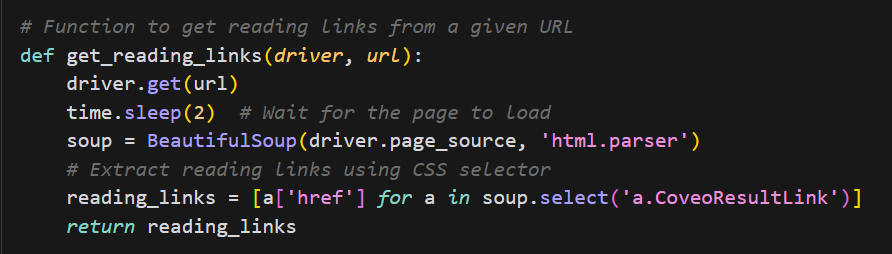 # Function to get reading links from a given URL
def get_reading_links(driver, url):
    driver.get(url)
    time.sleep(2)  # Wait for the page to load
    soup = BeautifulSoup(driver.page_source, 'html.parser')
    # Extract reading links using CSS selector
    reading_links = [a['href'] for a in soup.select('a.CoveoResultLink')]
    return reading_links